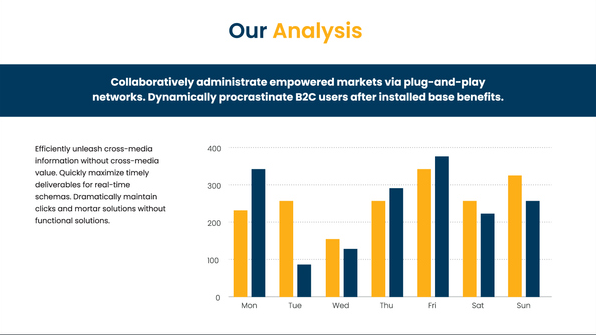 Our Analysis
Collaboratively administrate empowered markets via plug-and-play
networks. Dynamically procrastinate B2C users after installed base benefits.
Efficiently unleash cross-media
information without cross-media
value. Quickly maximize timely
deliverables for real-time
schemas. Dramatically maintain
clicks and mortar solutions without
functional solutions.
400
300
200
100
0
Mon Tue Wed Thu Fri Sat Sun